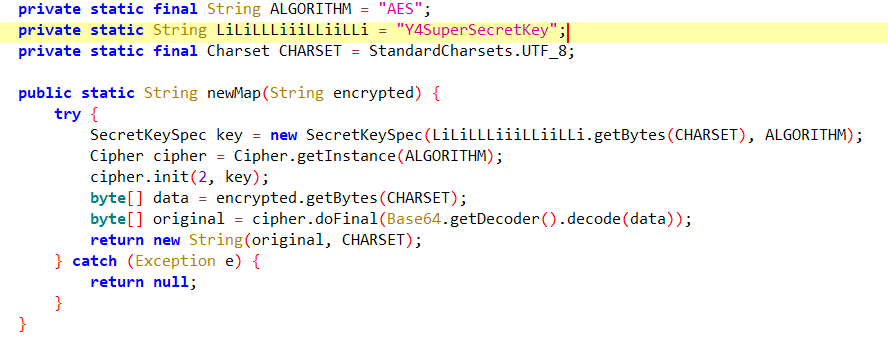 private static final String ALGORITHM = "AES";
private static String LiLiLLLiiiLLiiLLi = "Y4SuperSecretKey";
private static final Charset CHARSET = StandardCharsets.UTF_8;
public static String newMap(String encrypted) {
try {
SecretKeySpec key = new SecretKeySpec(LiLiLLLiiiLLiiLLi.getBytes(CHARSET), ALGORITHM);
Cipher cipher = Cipher.getInstance(ALGORITHM);
cipher.init(2, key);
byte[] data = encrypted.getBytes(CHARSET);
byte[] original = cipher.doFinal(Base64.getDecoder().decode(data));
return new String(original, CHARSET);
} catch (Exception e) {
return null;
}
}